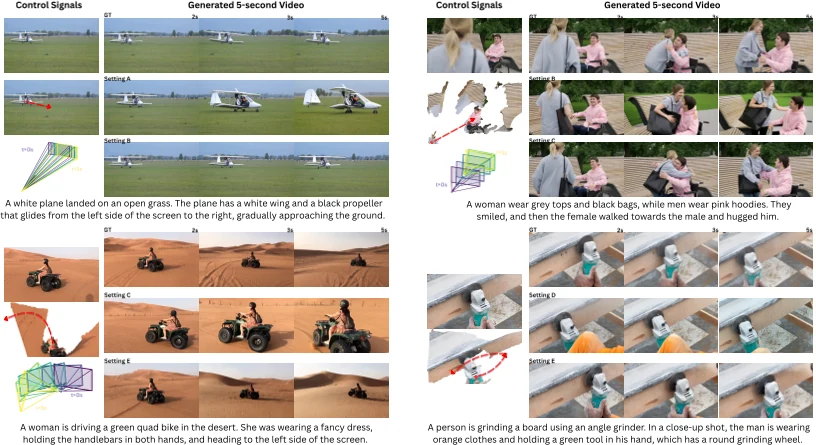 Control Signals
Generated 5-second Video
GT
2s
3s
5s
Setting A
t=0s
Setting B
A white plane landed on an open grass. The plane has a white wing and a black propeller
that glides from the left side of the screen to the right, gradually approaching the ground.
Control Signals
Generated 5-second Video
GT
2s
3s
5s
Setting B
Setting C
t=0s
A woman wear grey tops and black bags, while men wear pink hoodies. They
smiled, and then the female walked towards the male and hugged him.
GT
2s
3s
5s
Setting C
Setting E
t=0s
A woman is driving a green quad bike in the desert. She was wearing a fancy dress,
holding the handlebars in both hands, and heading to the left side of the screen.
GT
2s
3s
5s
Setting D
Setting E
A person is grinding a board using an angle grinder. In a close-up shot, the man is wearing
orange clothes and holding a green tool in his hand, which has a round grinding wheel.